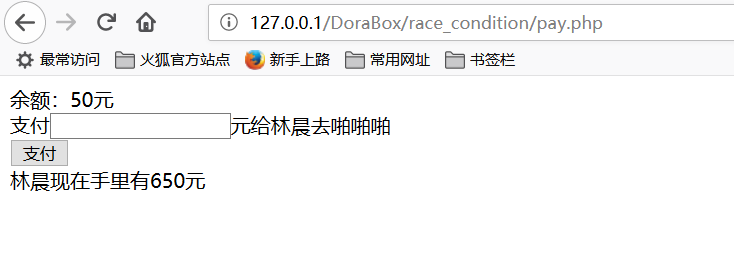 127.0.0.1/DoraBox/race_condition/pay.php
最常访问 火狐官方站点 新手上路 常用网址 书签栏
余额：50元
支付 元给林晨去啪啪啪
支付
林晨现在手里有650元